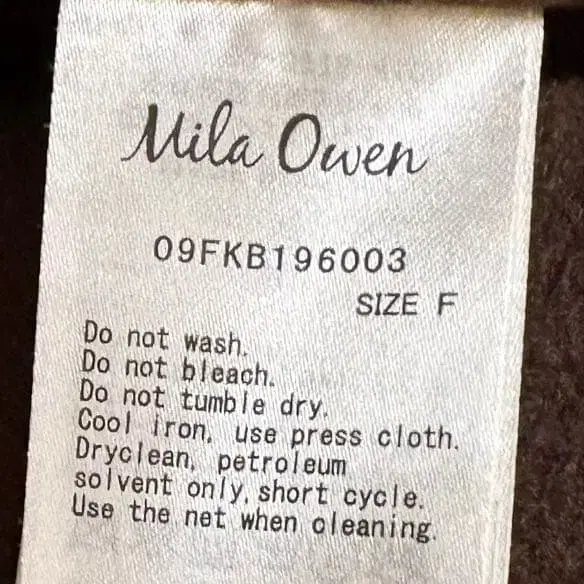 Mila Owen
09FKB196003
SIZE F
Do not wash.
Do not bleach.
Do not tumble dry.
Cool iron, use press cloth.
Dryclean, petroleum
solvent only, short cycle.
Use the net when cleaning.